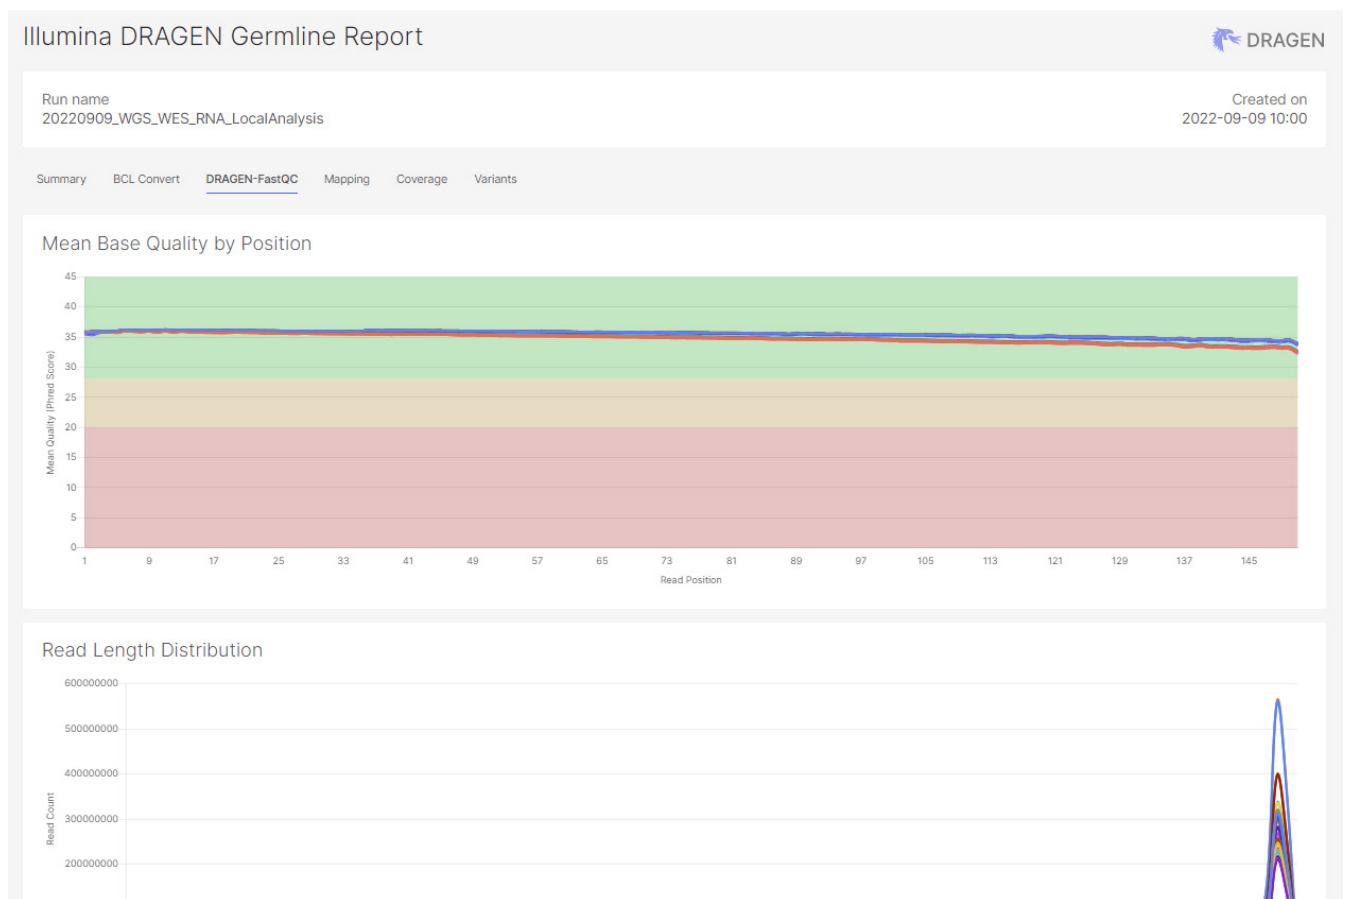 Illumina DRAGEN Germline Report
DRAGEN
Run name
Created on
20220909_WGS_WES_RNA_LocalAnalysis
2022-09-09 10:00
Summary BCL Convert DRAGEN-FastQC Mapping Coverage Variants
Mean Base Quality by Position
45
40
35
30
25
20
15
10
5
0
Mean Quality (Phred Score)
1 9 17 25 33 41 49 57 65 73 81 89 97 105 113 121 129 137 145
Read Position
Read Length Distribution
600000000
500000000
400000000
300000000
200000000
Read Count